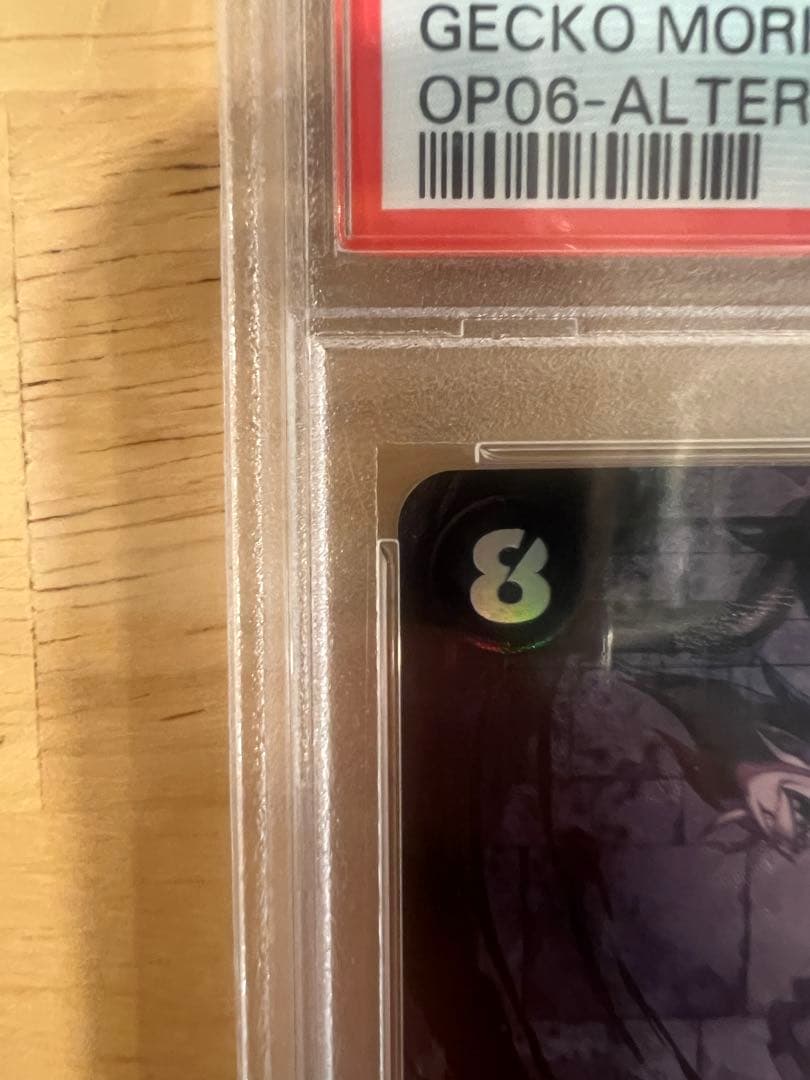 GECKO MORI
OP06-ALTER
8